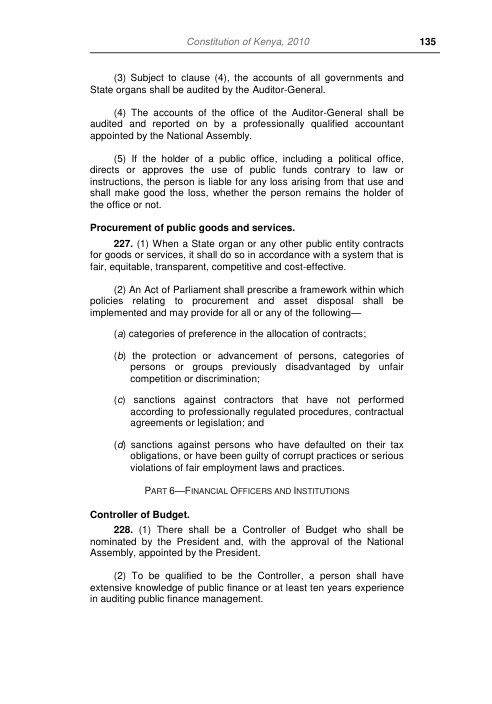 Constitution of Kenya, 2010 135
(3) Subject to clause (4), the accounts of all governments and
State organs shall be audited by the Auditor-General.
(4) The accounts of the office of the Auditor-General shall be
audited and reported on by a professionally qualified accountant
appointed by the National Assembly.
(5) If the holder of a public office, including a political office,
directs or approves the use of public funds contrary to law or
instructions, the person is liable for any loss arising from that use and
shall make good the loss, whether the person remains the holder of
the office or not.
Procurement of public goods and services.
227. (1) When a State organ or any other public entity contracts
for goods or services, it shall do so in accordance with a system that is
fair, equitable, transparent, competitive and cost-effective.
(2) An Act of Parliament shall prescribe a framework within which
policies relating to procurement and asset disposal shall be
implemented and may provide for all or any of the following—
(a) categories of preference in the allocation of contracts;
(b) the protection or advancement of persons, categories of
persons or groups previously disadvantaged by unfair
competition or discrimination;
(c) sanctions against contractors that have not performed
according to professionally regulated procedures, contractual
agreements or legislation; and
(d) sanctions against persons who have defaulted on their tax
obligations, or have been guilty of corrupt practices or serious
violations of fair employment laws and practices.
PART 6—FINANCIAL OFFICERS AND INSTITUTIONS
Controller of Budget.
228. (1) There shall be a Controller of Budget who shall be
nominated by the President and, with the approval of the National
Assembly, appointed by the President.
(2) To be qualified to be the Controller, a person shall have
extensive knowledge of public finance or at least ten years experience
in auditing public finance management.